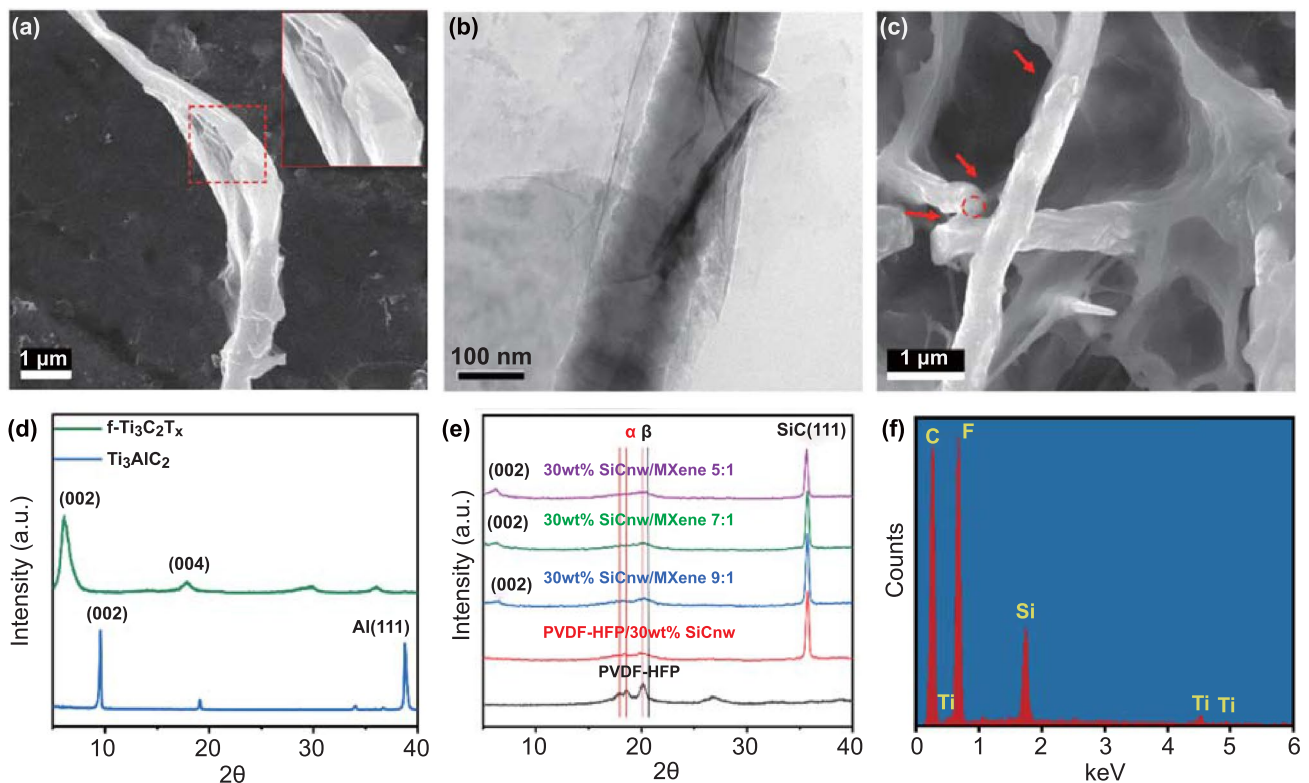 (a)
1 μm
(b)
100 nm
(c)
1 μm
(d)
f-Ti₃C₂Tₓ
Ti₃AlC₂
(002)
(004)
(002)
Al(111)
Intensity (a.u.)
10 20 30 40
2θ
(e)
α β
SiC(111)
(002) 30wt% SiCnw/MXene 5:1
(002) 30wt% SiCnw/MXene 7:1
(002) 30wt% SiCnw/MXene 9:1
PVDF-HFP/30wt% SiCnw
PVDF-HFP
Intensity (a.u.)
10 20 30 40
2θ
(f)
C F
Si
Ti Ti Ti
Counts
0 1 2 3 4 5 6
keV